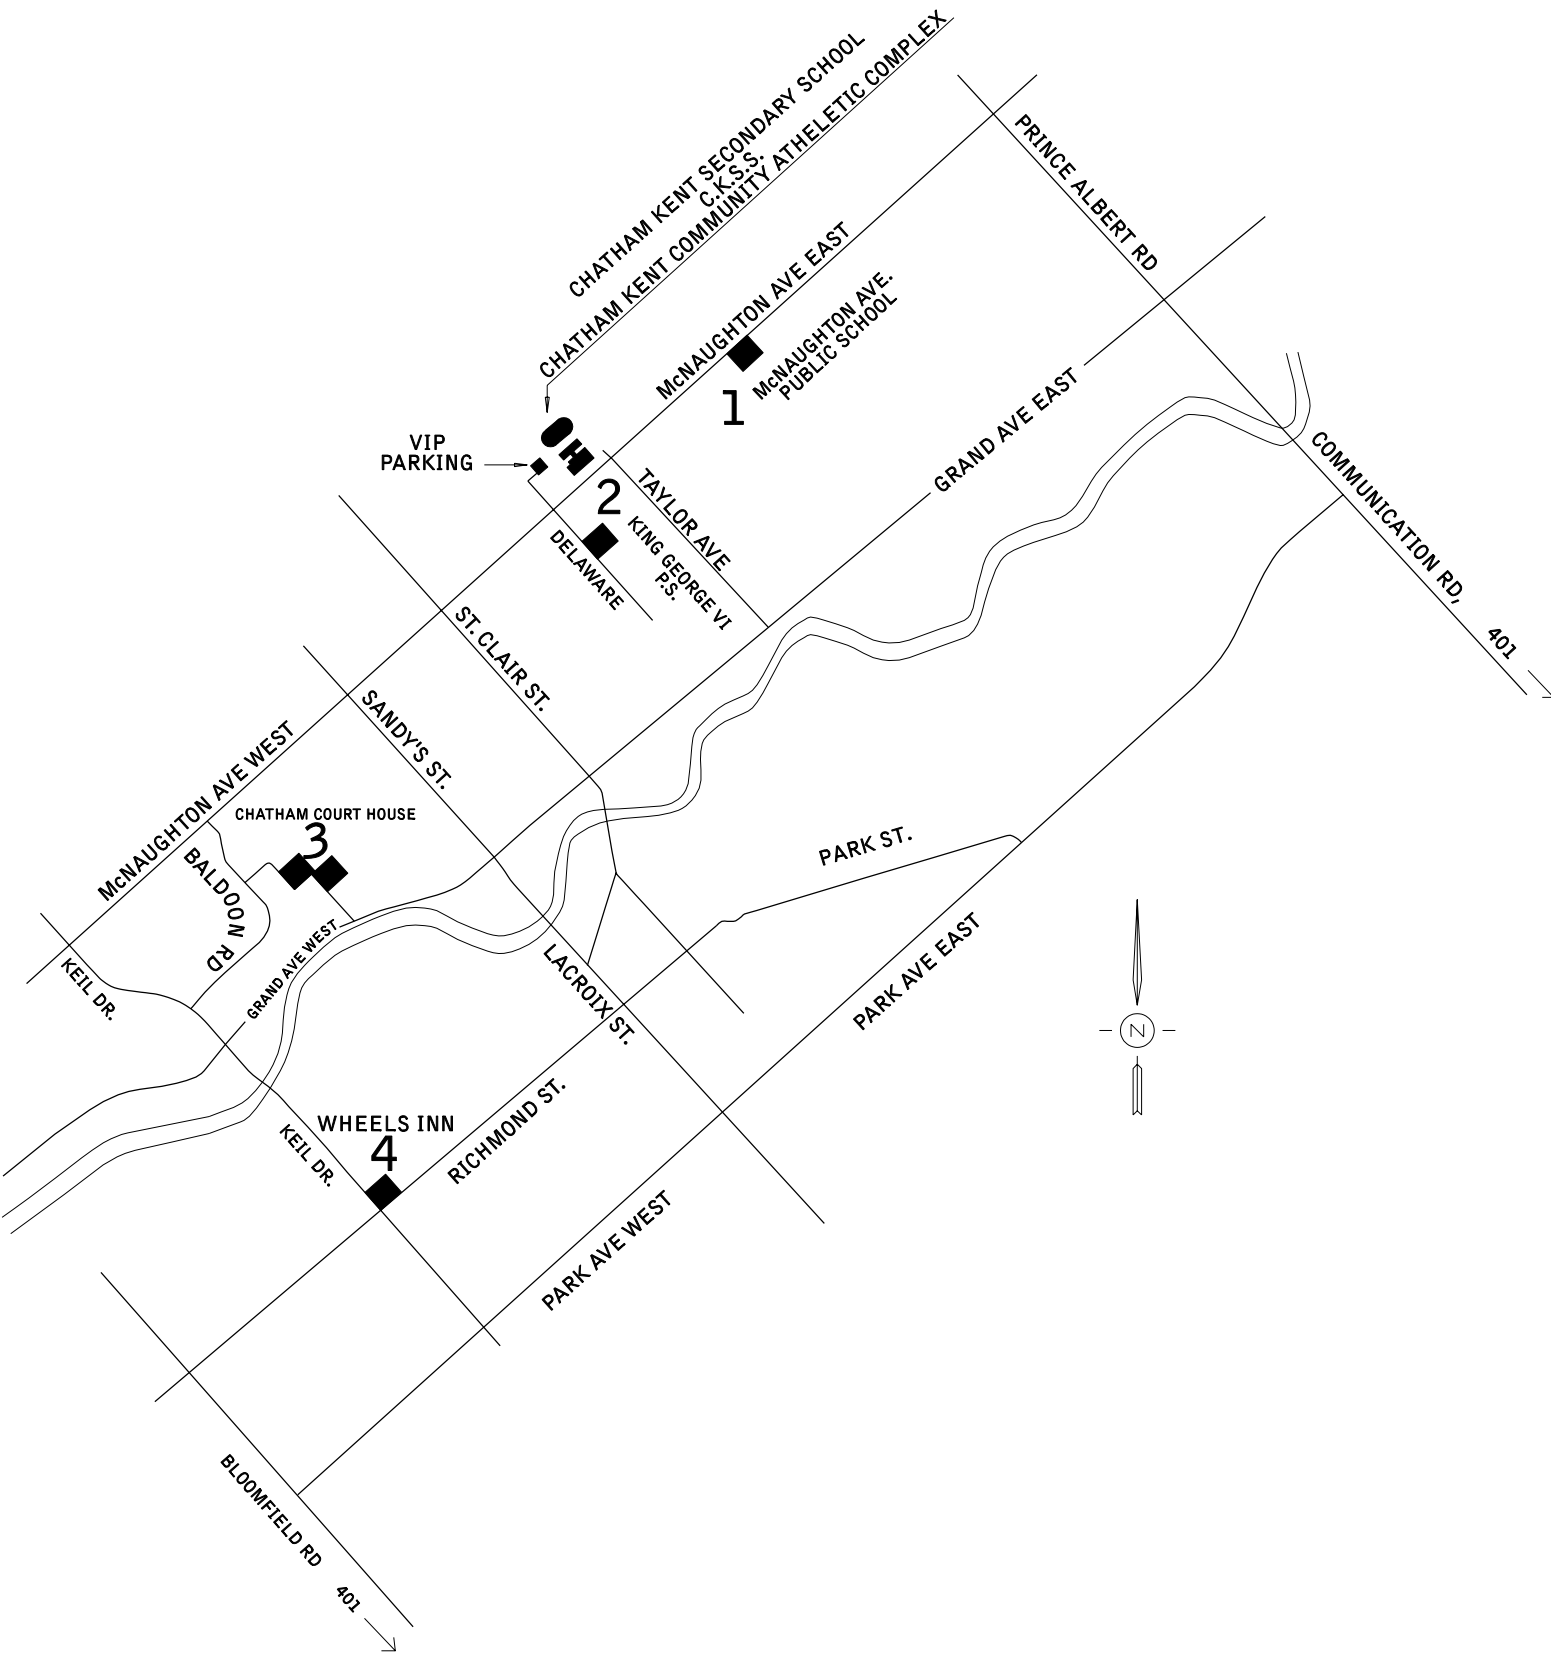 CHATHAM KENT SECONDARY SCHOOL
C.K.S.S.
CHATHAM KENT COMMUNITY ATHELETIC COMPLEX
PRINCE ALBERT RD
McNAUGHTON AVE EAST
McNAUGHTON AVE.
PUBLIC SCHOOL
1
GRAND AVE EAST
VIP
PARKING
2
TAYLOR AVE
KING GEORGE VI
P.S.
DELAWARE
COMMUNICATION RD,
401
ST. CLAIR ST.
SANDY'S ST.
McNAUGHTON AVE WEST
CHATHAM COURT HOUSE
3
BALDOON RD
GRAND AVE WEST
KEIL DR.
PARK ST.
LACROIX ST.
PARK AVE EAST
N
WHEELS INN
4
KEIL DR.
RICHMOND ST.
PARK AVE WEST
BLOOMFIELD RD
401